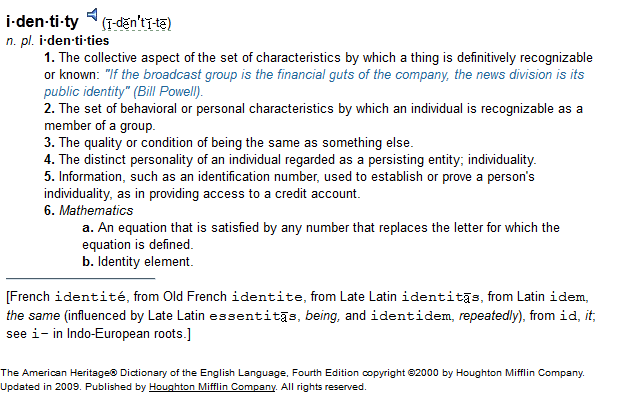 i·den·ti·ty (ī-dĕn'tĭ-tē)
n. pl. i·den·ti·ties
1. The collective aspect of the set of characteristics by which a thing is definitively recognizable
or known: "If the broadcast group is the financial guts of the company, the news division is its
public identity" (Bill Powell).
2. The set of behavioral or personal characteristics by which an individual is recognizable as a
member of a group.
3. The quality or condition of being the same as something else.
4. The distinct personality of an individual regarded as a persisting entity; individuality.
5. Information, such as an identification number, used to establish or prove a person's
individuality, as in providing access to a credit account.
6. Mathematics
a. An equation that is satisfied by any number that replaces the letter for which the
equation is defined.
b. Identity element.
[French identité, from Old French identite, from Late Latin identitās, from Latin idem,
the same (influenced by Late Latin essentitās, being, and identidem, repeatedly), from id, it;
see i- in Indo-European roots.]
The American Heritage® Dictionary of the English Language, Fourth Edition copyright ©2000 by Houghton Mifflin Company.
Updated in 2009. Published by Houghton Mifflin Company. All rights reserved.